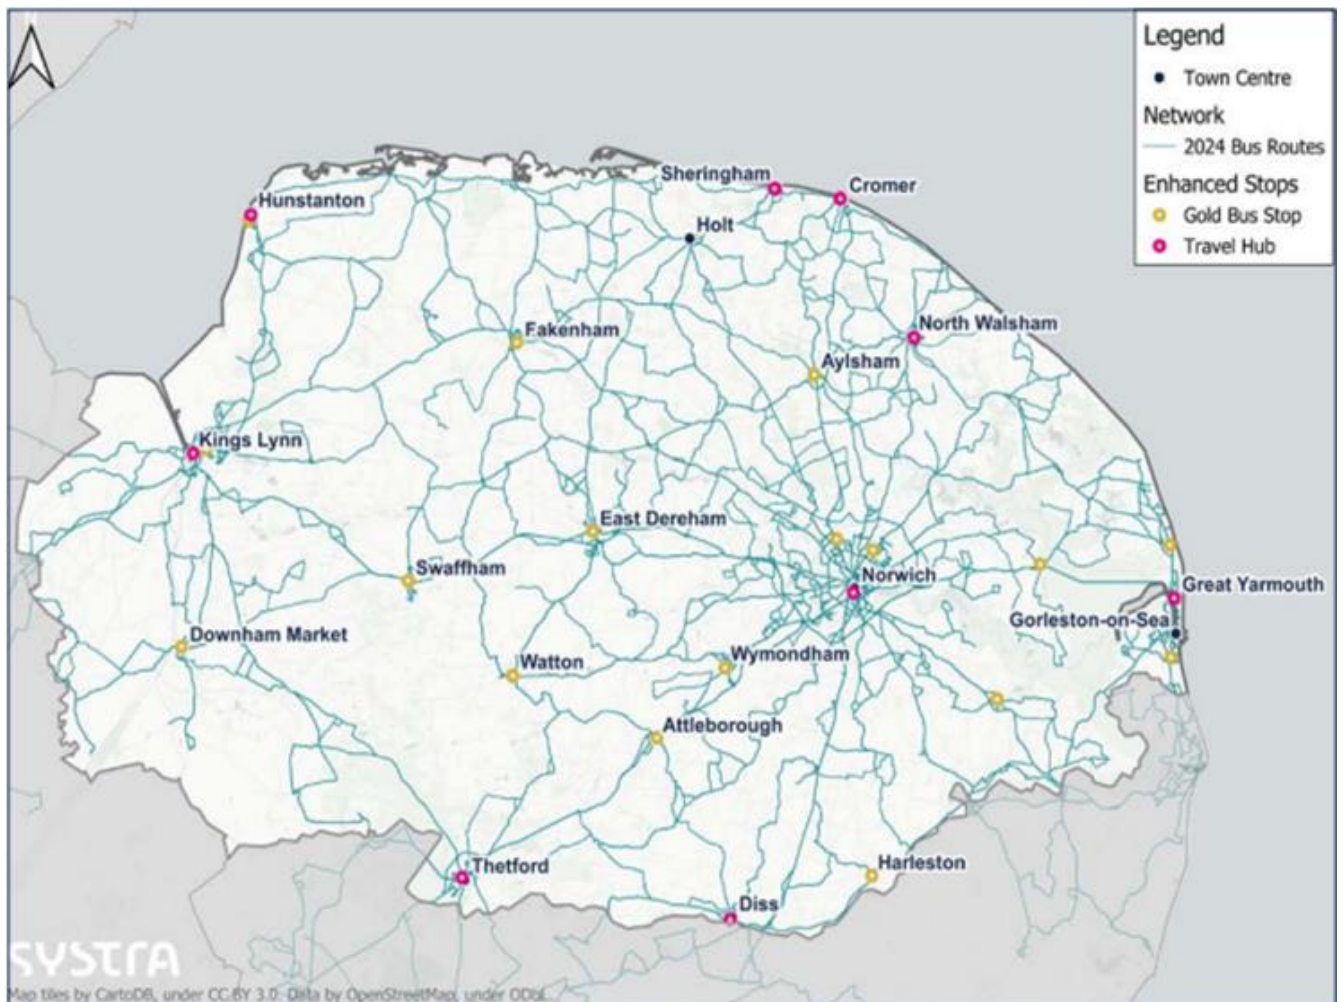 Legend
Town Centre
Network
2024 Bus Routes
Enhanced Stops
Gold Bus Stop
Travel Hub
Sheringham
Cromer
Hunstanton
Holt
Fakenham
North Walsham
Aylsham
Kings Lynn
East Dereham
Swaffham
Norwich
Great Yarmouth
Gorleston-on-Sea
Downham Market
Watton
Wymondham
Attleborough
Thetford
Harleston
Diss
SYSTRA
Map tiles by CartoDB, under CC BY 3.0. Data by OpenStreetMap, under ODbL.